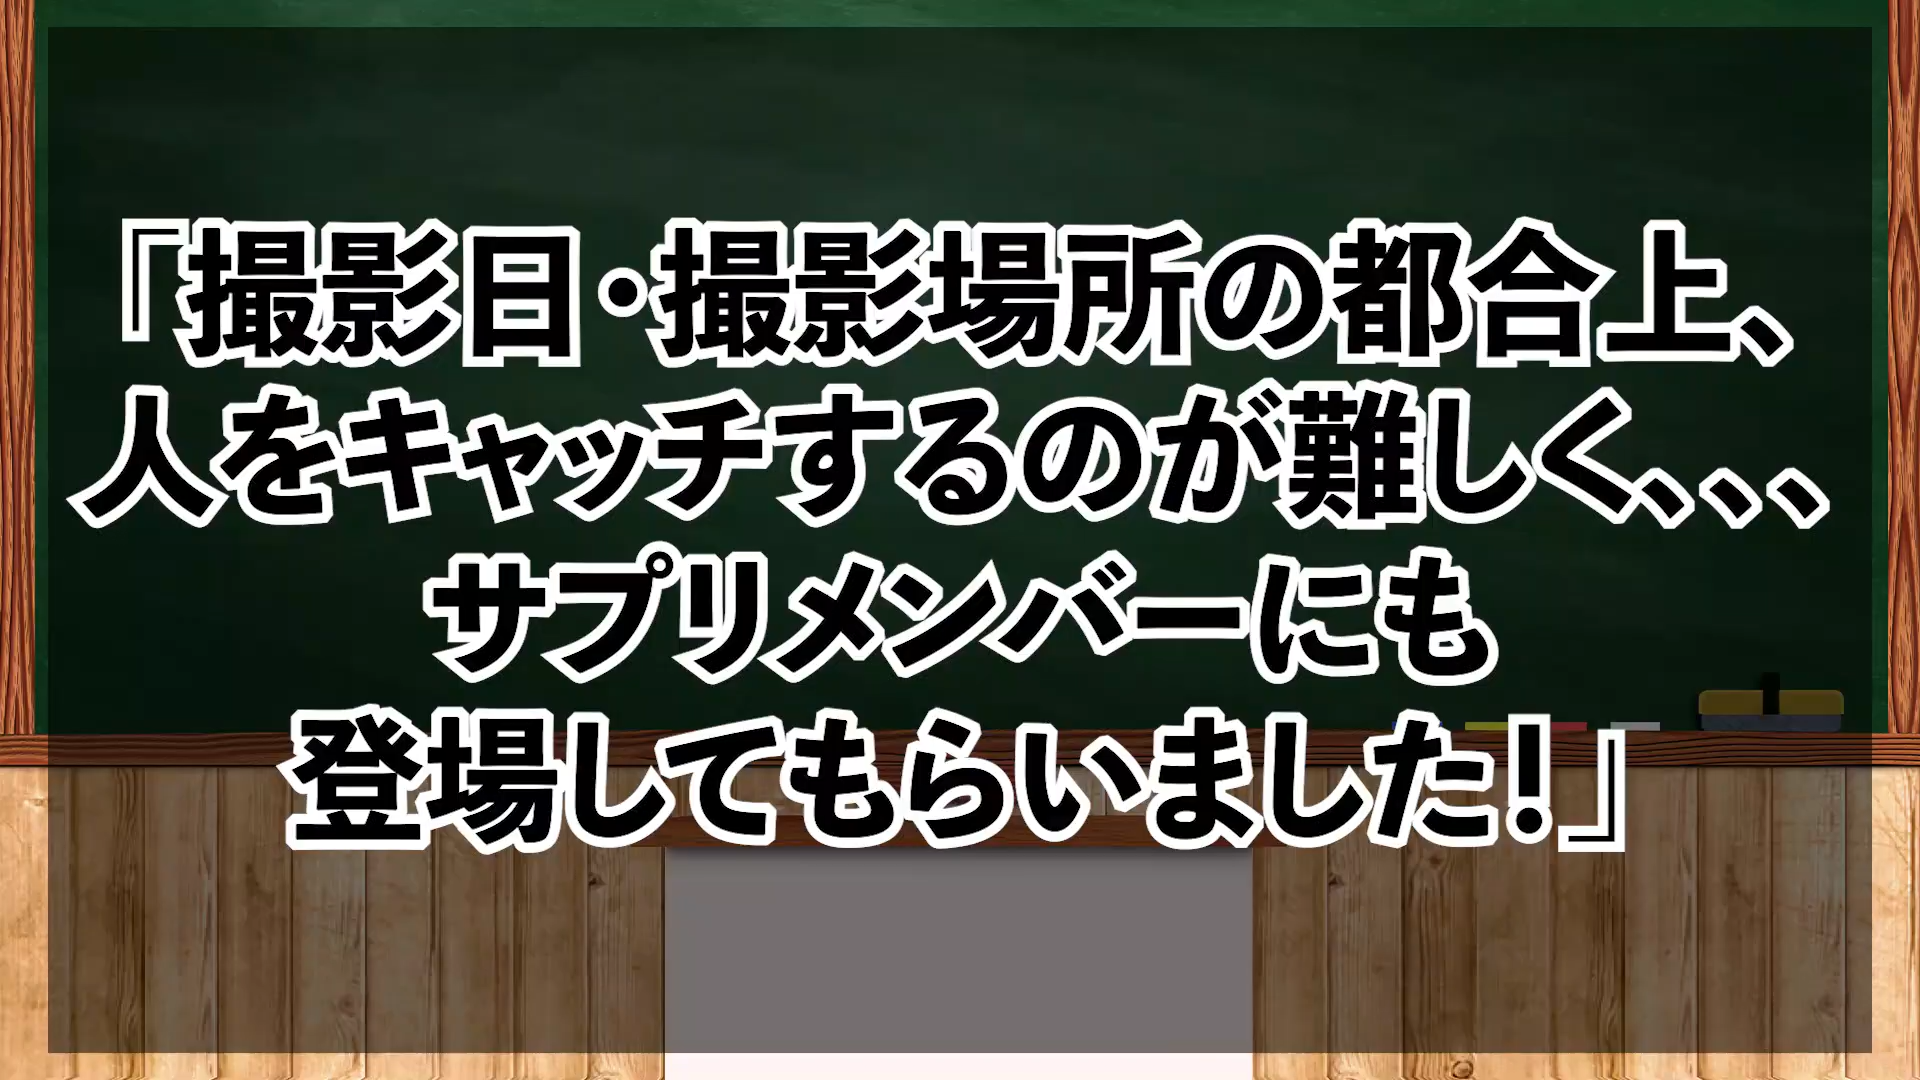 『撮影日・撮影場所の都合上、
人をキャッチするのが難しく、、、
サプリメンバーにも
登場してもらいました！』